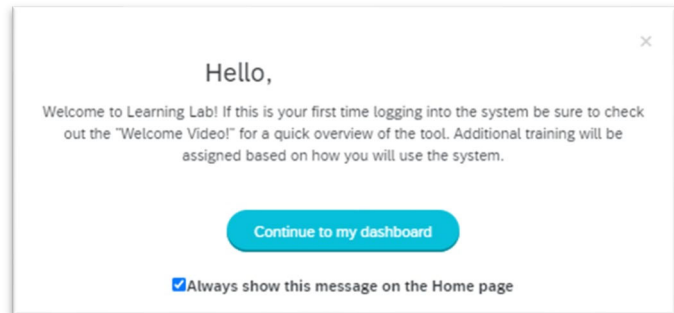 Hello,
Welcome to Learning Lab! If this is your first time logging into the system be sure to check
out the "Welcome Video!" for a quick overview of the tool. Additional training will be
assigned based on how you will use the system.
Continue to my dashboard
Always show this message on the Home page